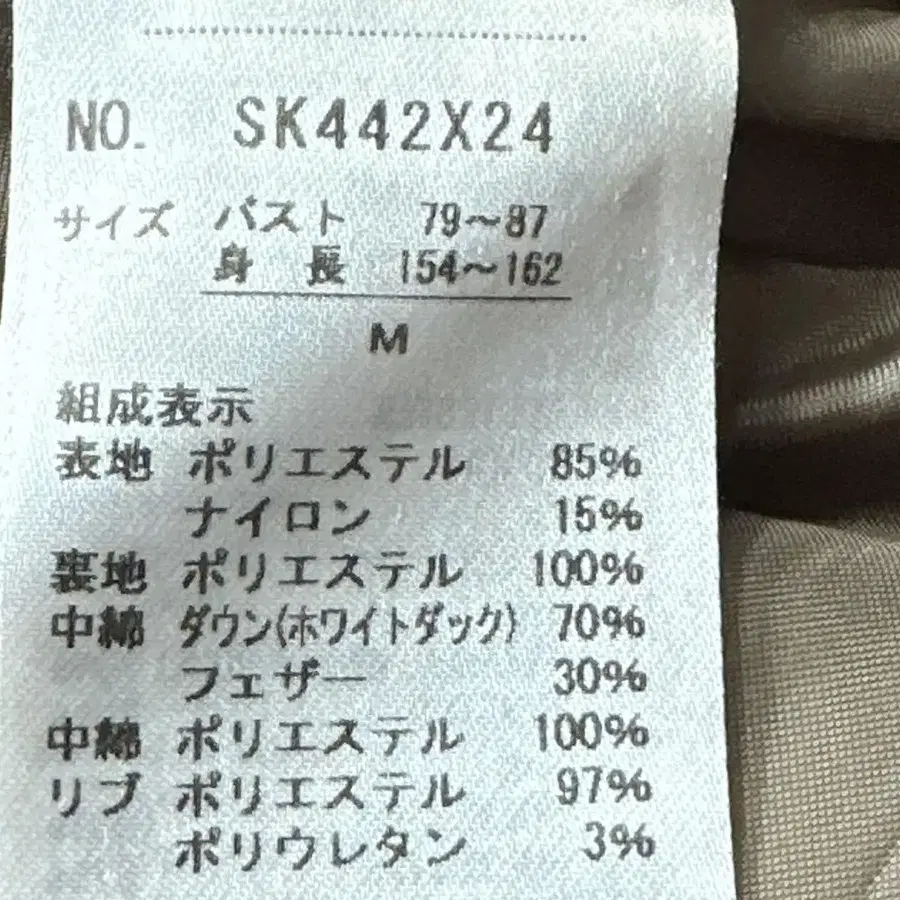 NO. SK442X24
サイズ バスト 79～87
身長 154～162
M
組成表示
表地 ポリエステル 85%
ナイロン 15%
裏地 ポリエステル 100%
中綿 ダウン(ホワイトダック) 70%
フェザー 30%
中綿 ポリエステル 100%
リブ ポリエステル 97%
ポリウレタン 3%